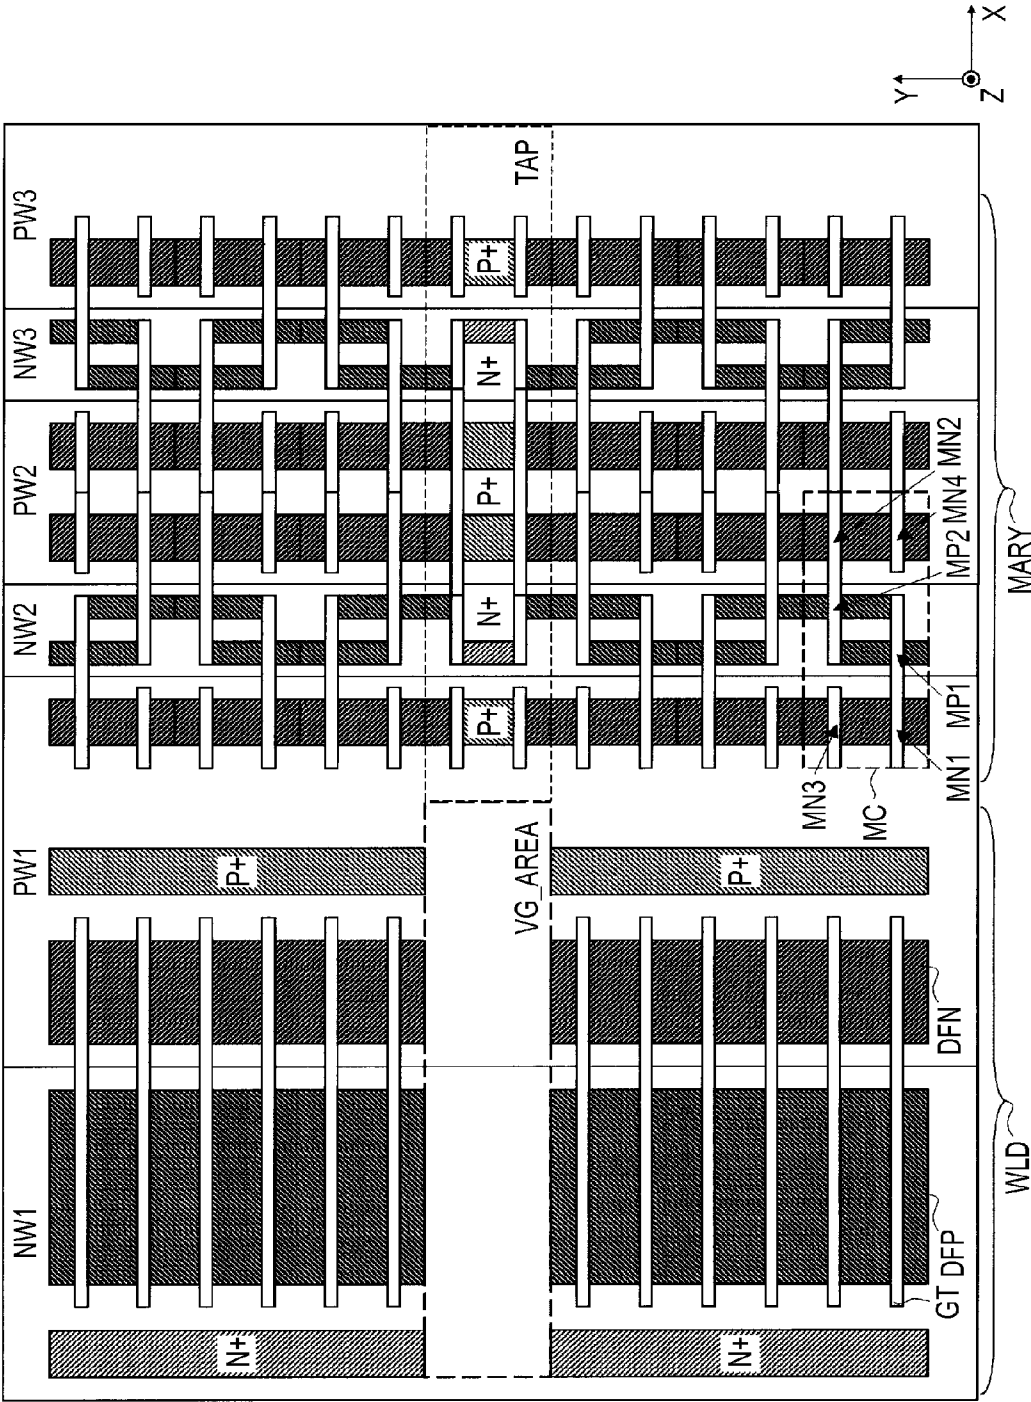 NW1
PW1
NW2
PW2
NW3
PW3
N+
P+
P+
N+
P+
N+
P+
VG_AREA
TAP
N+
P+
GT
DFP
DFN
MN3
MC
MN1
MP1
MP2
MN4
MN2
WLD
MARY
Y
Z
X